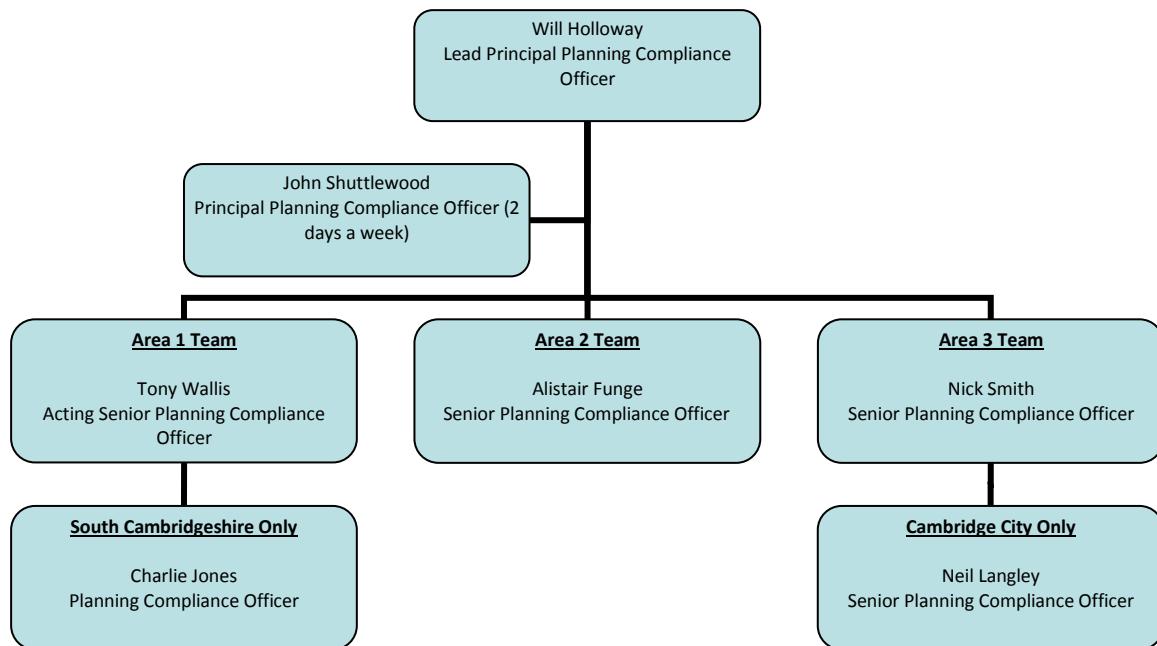 Will Holloway
Lead Principal Planning Compliance
Officer
John Shuttlewood
Principal Planning Compliance Officer (2
days a week)
Area 1 Team
Tony Wallis
Acting Senior Planning Compliance
Officer
Area 2 Team
Alistair Funge
Senior Planning Compliance Officer
Area 3 Team
Nick Smith
Senior Planning Compliance Officer
South Cambridgeshire Only
Charlie Jones
Planning Compliance Officer
Cambridge City Only
Neil Langley
Senior Planning Compliance Officer